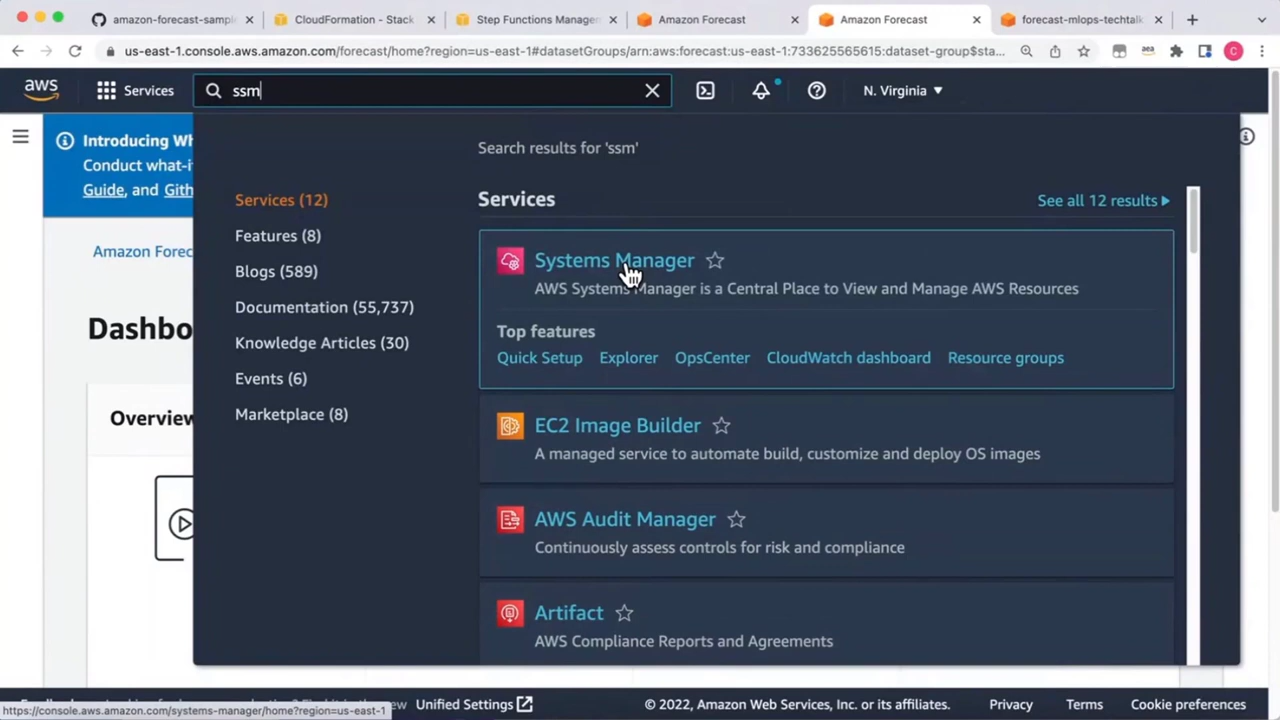 amazon-forecast-sampl
CloudFormation - Stack
Step Functions Manage
Amazon Forecast
Amazon Forecast
forecast-mlops-techtalk
us-east-1.console.aws.amazon.com/forecast/home?region=us-east-1#datasetGroups/arn:aws:forecast:us-east-1:733625565615:dataset-group$sta...
aws
Services
ssm
N. Virginia
Introducing Wh
Conduct what-i
Guide, and Gith
Amazon Forec
Dashbo
Overview
Search results for 'ssm'
Services (12)
Features (8)
Blogs (589)
Documentation (55,737)
Knowledge Articles (30)
Events (6)
Marketplace (8)
Services
See all 12 results
Systems Manager
AWS Systems Manager is a Central Place to View and Manage AWS Resources
Top features
Quick Setup Explorer OpsCenter CloudWatch dashboard Resource groups
EC2 Image Builder
A managed service to automate build, customize and deploy OS images
AWS Audit Manager
Continuously assess controls for risk and compliance
Artifact
AWS Compliance Reports and Agreements
Unified Settings
© 2022, Amazon Web Services, Inc. or its affiliates.
Privacy Terms Cookie preferences
https://console.aws.amazon.com/systems-manager/home?region=us-east-1